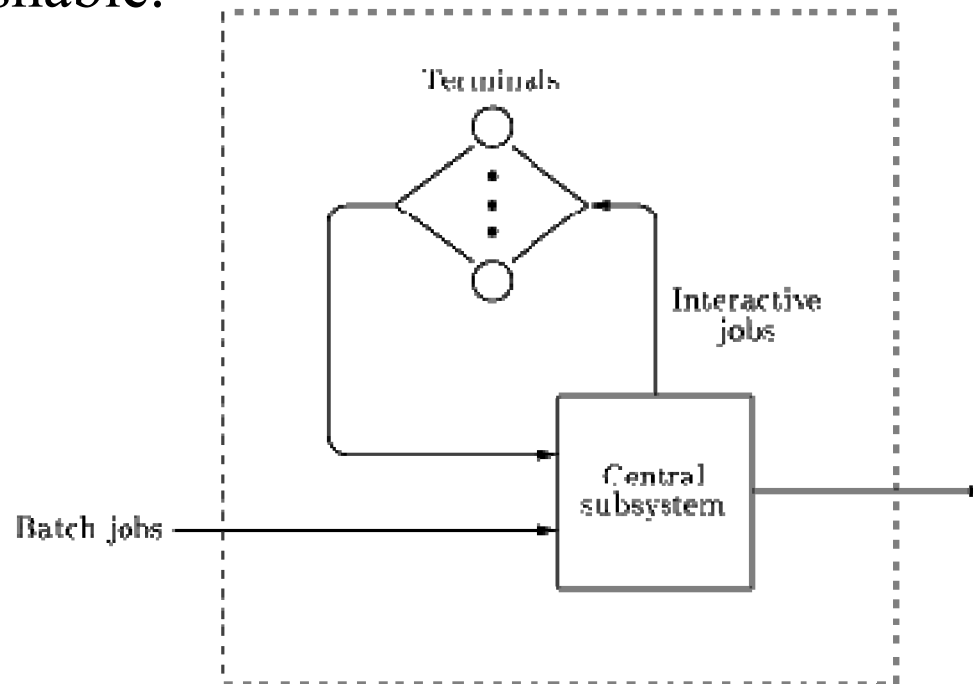 Terminals
Interactive
jobs
Central
subsystem
Batch jobs